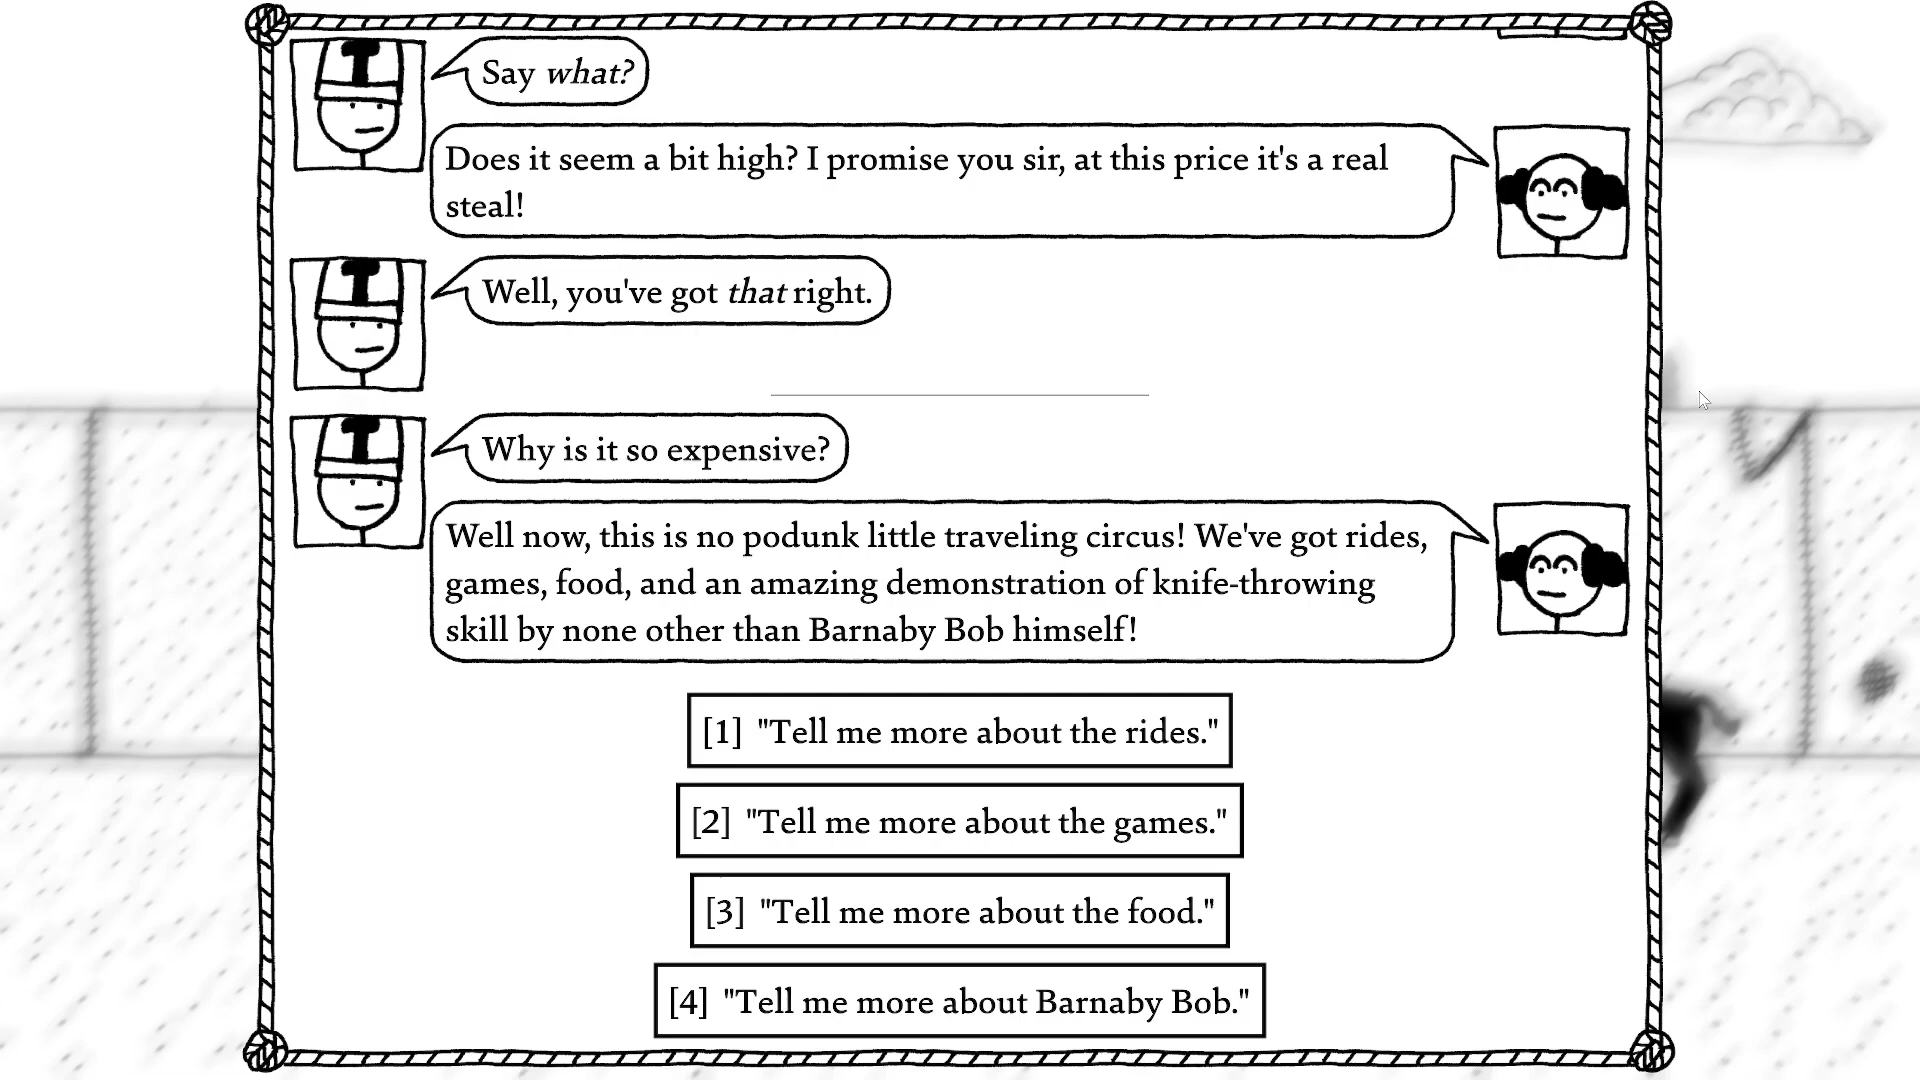 Say what?
Does it seem a bit high? I promise you sir, at this price it's a real
steal!
Well, you've got that right.
Why is it so expensive?
Well now, this is no podunk little traveling circus! We've got rides,
games, food, and an amazing demonstration of knife-throwing
skill by none other than Barnaby Bob himself!
[1] "Tell me more about the rides."
[2] "Tell me more about the games."
[3] "Tell me more about the food."
[4] "Tell me more about Barnaby Bob."